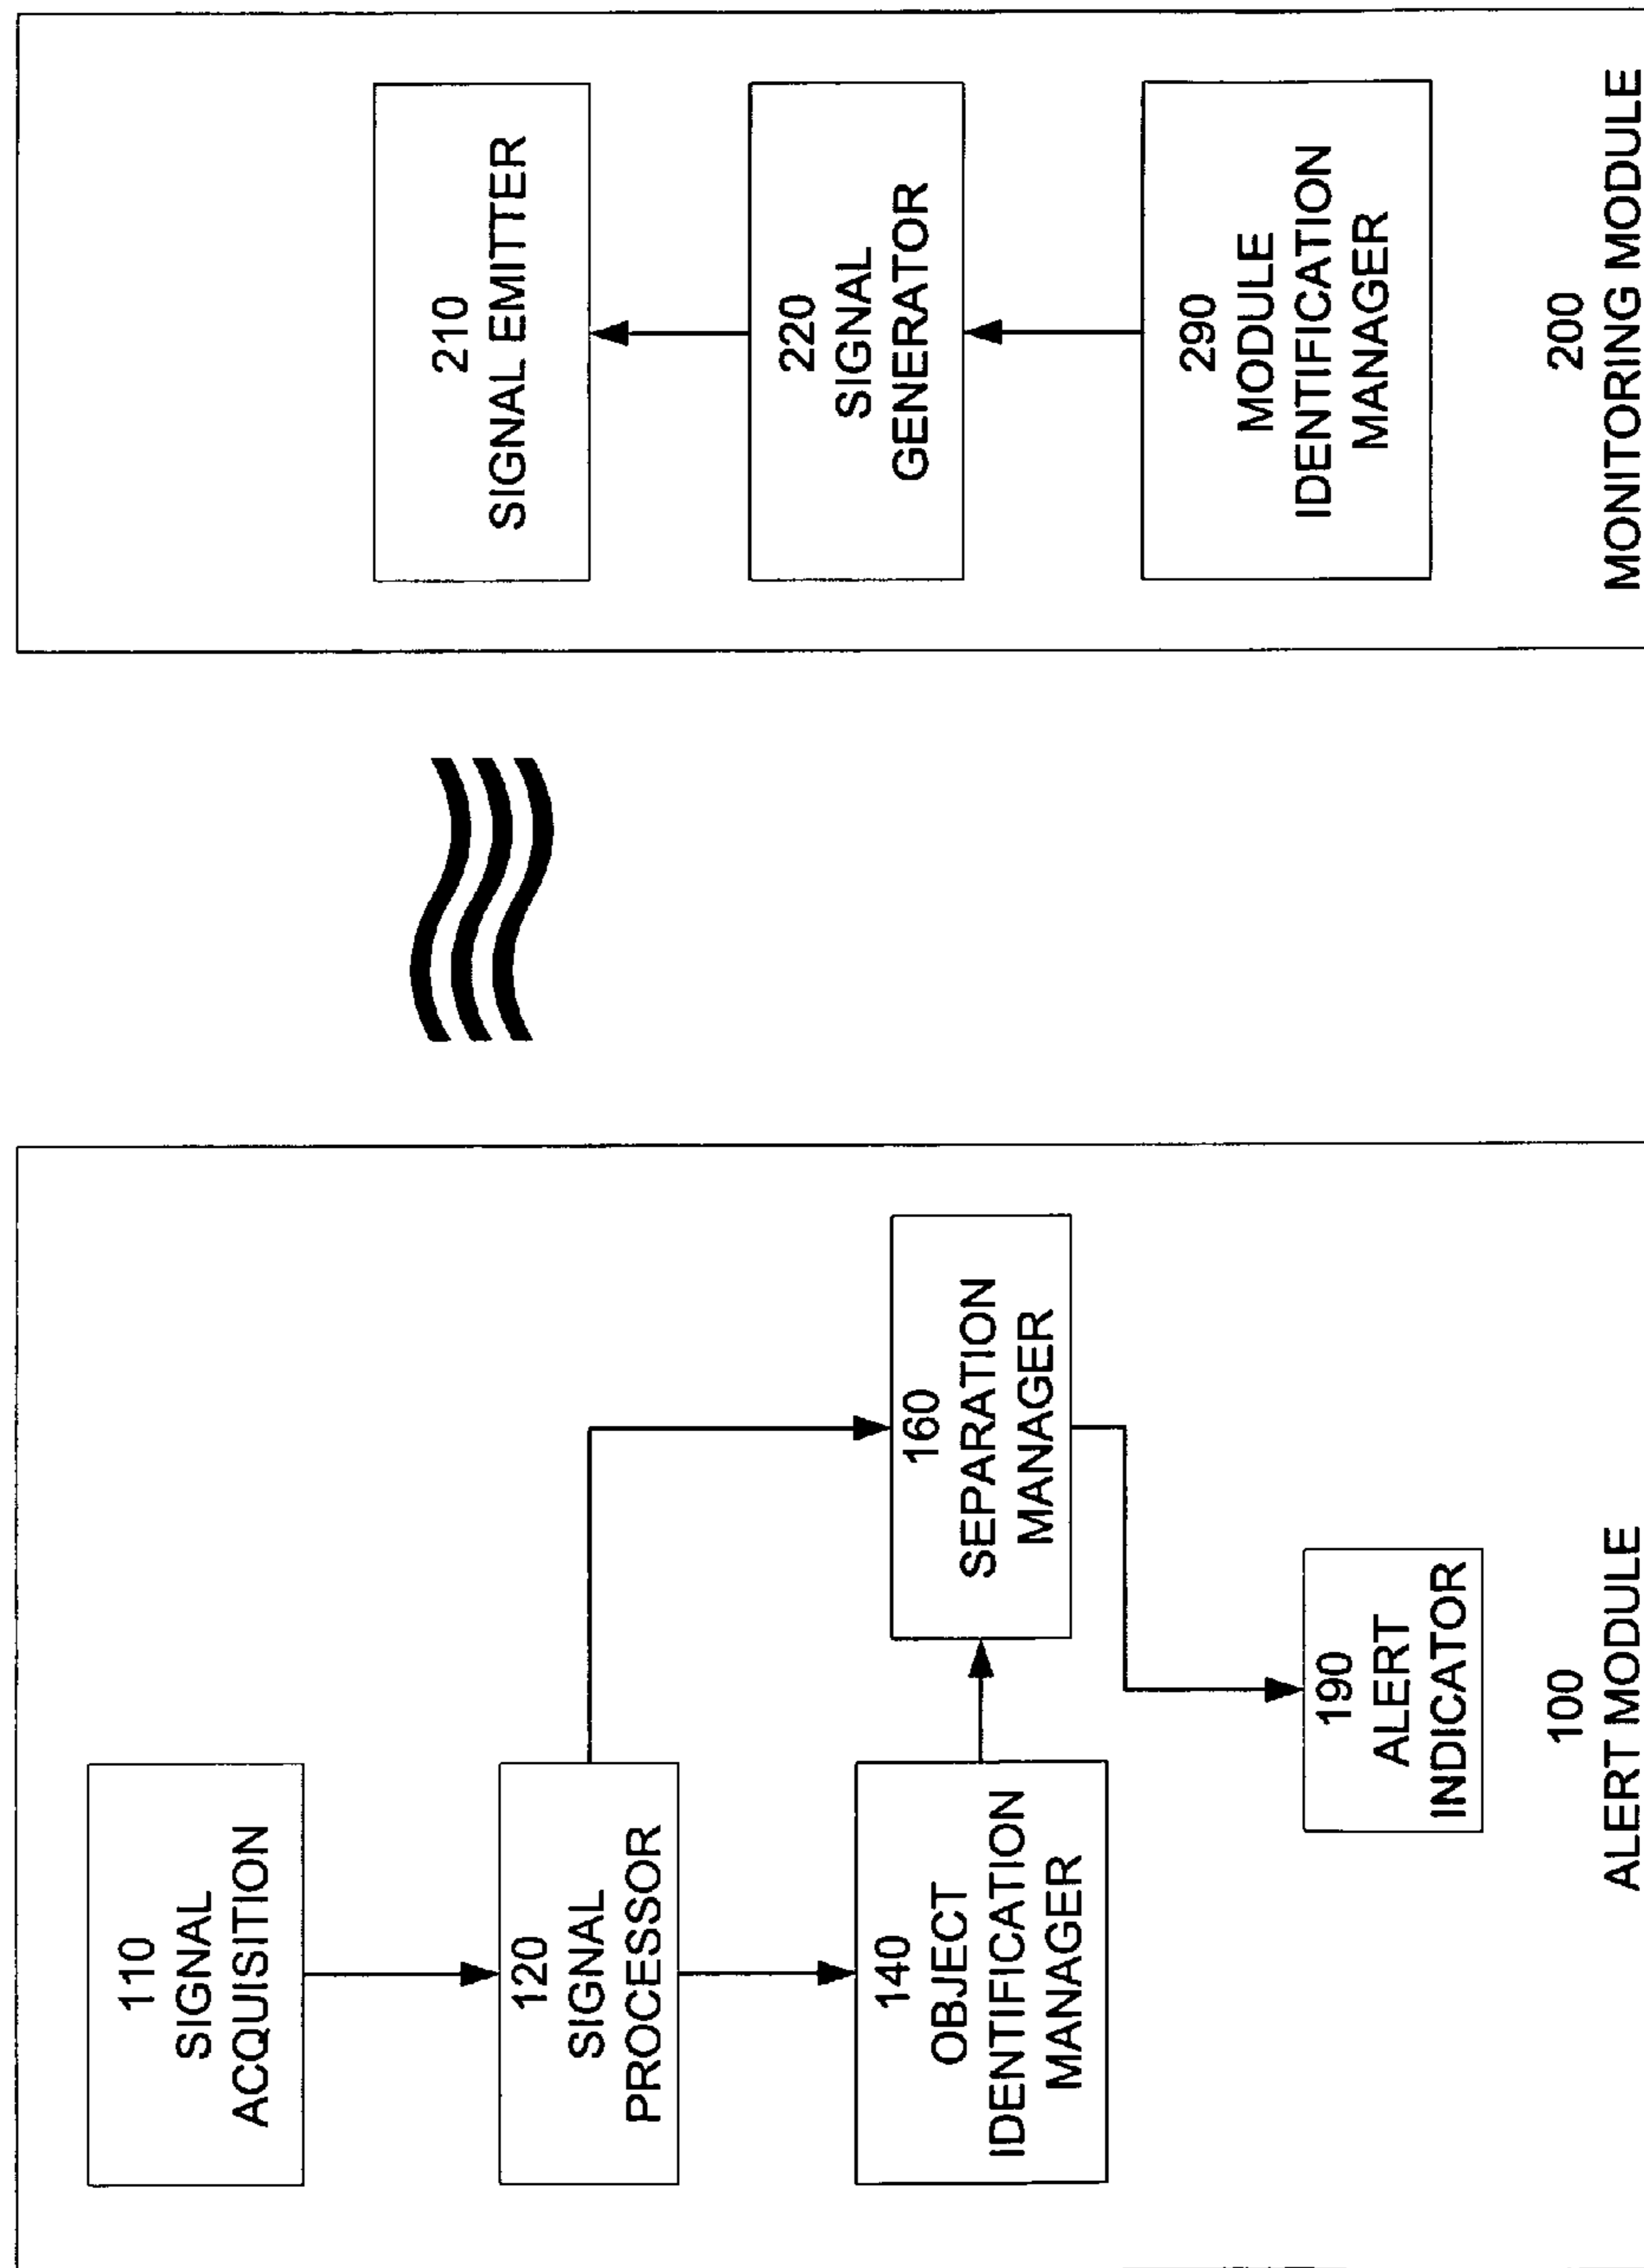 110
SIGNAL
ACQUISITION
120
SIGNAL
PROCESSOR
140
OBJECT
IDENTIFICATION
MANAGER
160
SEPARATION
MANAGER
190
ALERT
INDICATOR
100
ALERT MODULE
210
SIGNAL EMITTER
220
SIGNAL
GENERATOR
290
MODULE
IDENTIFICATION
MANAGER
200
MONITORING MODULE